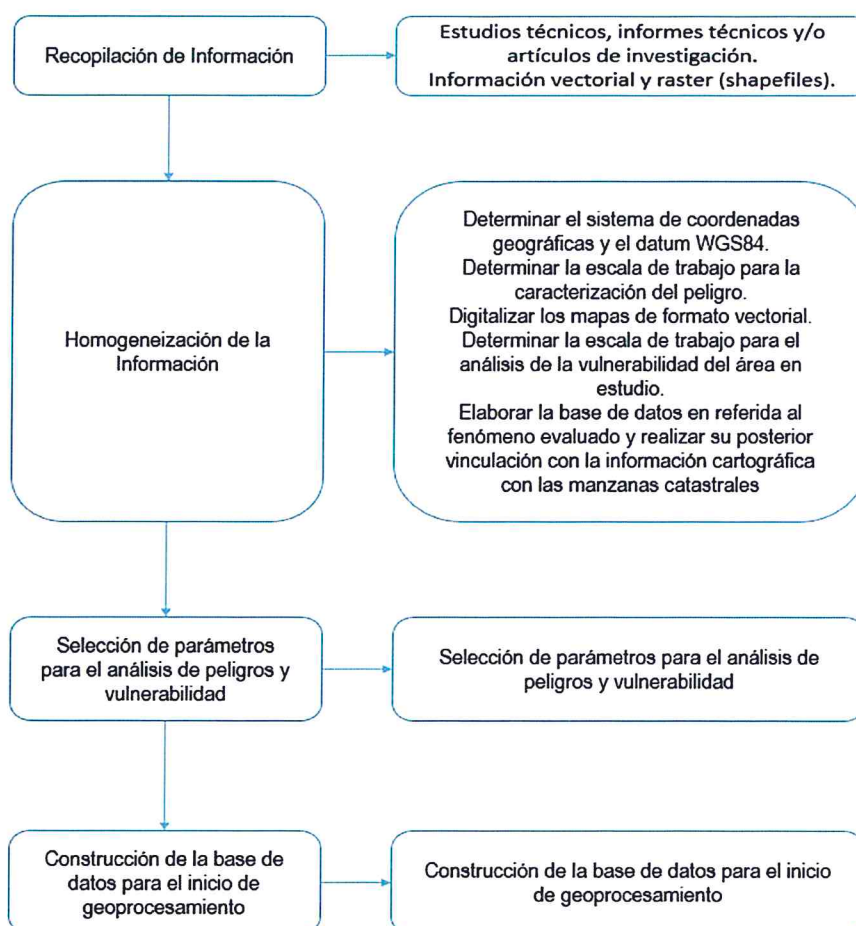 Recopilación de Información
Estudios técnicos, informes técnicos y/o
artículos de investigación.
Información vectorial y raster (shapefiles).
Homogeneización de la
Información
Determinar el sistema de coordenadas
geográficas y el datum WGS84.
Determinar la escala de trabajo para la
caracterización del peligro.
Digitalizar los mapas de formato vectorial.
Determinar la escala de trabajo para el
análisis de la vulnerabilidad del área en
estudio.
Elaborar la base de datos en referida al
fenómeno evaluado y realizar su posterior
vinculación con la información cartográfica
con las manzanas catastrales
Selección de parámetros
para el análisis de peligros y
vulnerabilidad
Selección de parámetros para el análisis de
peligros y vulnerabilidad
Construcción de la base de
datos para el inicio de
geoprocesamiento
Construcción de la base de datos para el inicio
de geoprocesamiento